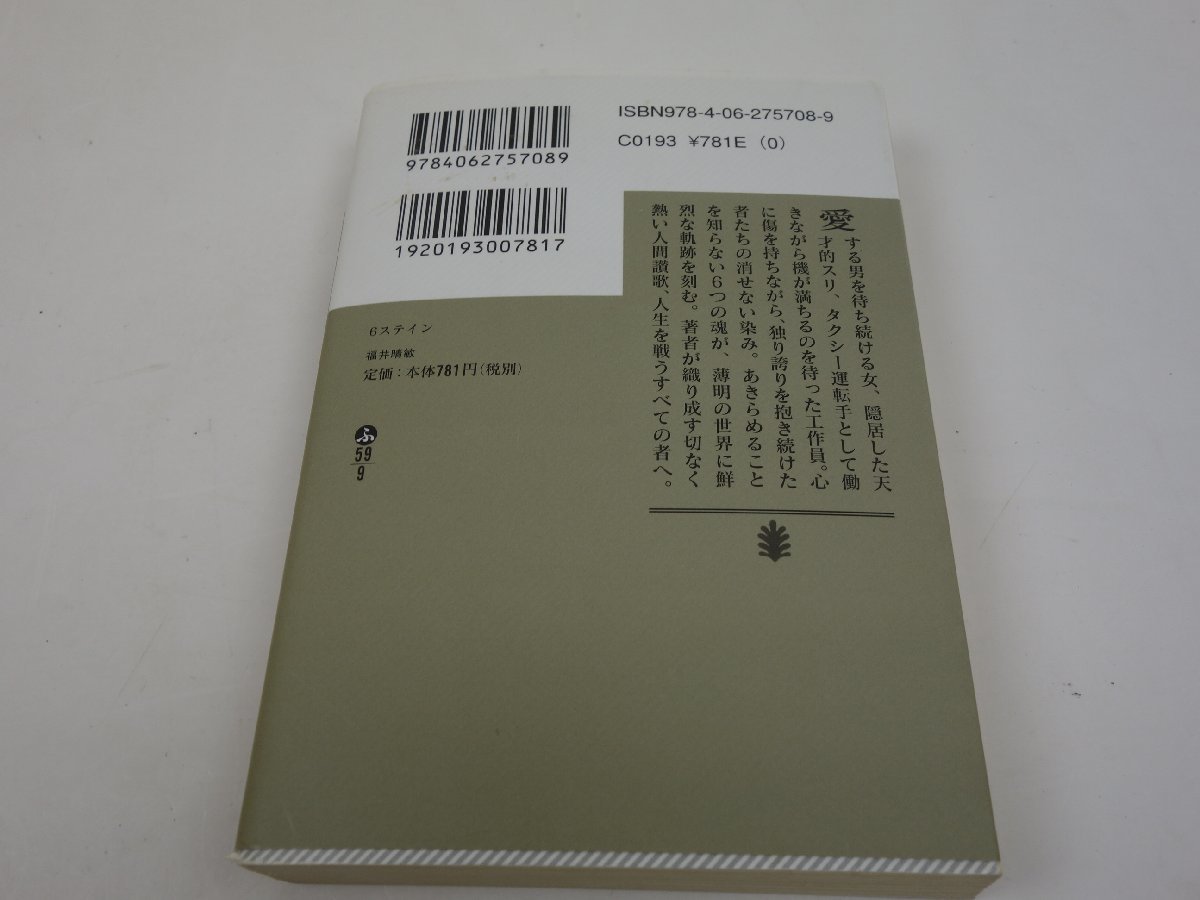 ISBN978-4-06-275708-9
C0193 ¥781E (0)
9784062757089
1920193007817
愛する男を待ち続ける女、隠居した天
才的スリ、タクシー運転手として働
きながら機が満ちるのを待った工作員。心
に傷を持ちながら、独り誇りを抱き続けた
者たちの消せない染み。あきらめること
を知らない6つの魂が、薄明の世界に鮮
烈な軌跡を刻む。著者が織り成す切なく
熱い人間讃歌、人生を戦うすべての者へ。
6ステイン
福井晴敏
定価:本体781円(税別)
ふ
59
9